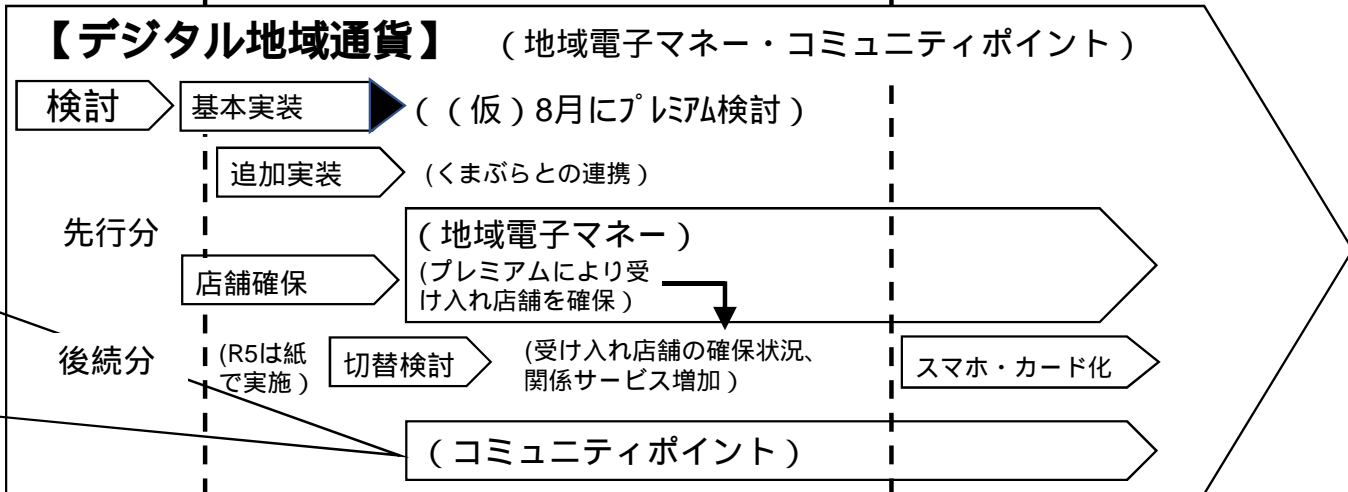 【デジタル地域通貨】 (地域電子マネー・コミュニティポイント)
検討
基本実装
((仮)8月にプレミアム検討)
追加実装
(くまぶらとの連携)
先行分
(地域電子マネー)
(プレミアムにより受
け入れ店舗を確保)
店舗確保
後続分
(R5は紙
で実施)
切替検討
(受け入れ店舗の確保状況、
関係サービス増加)
スマホ・カード化
(コミュニティポイント)